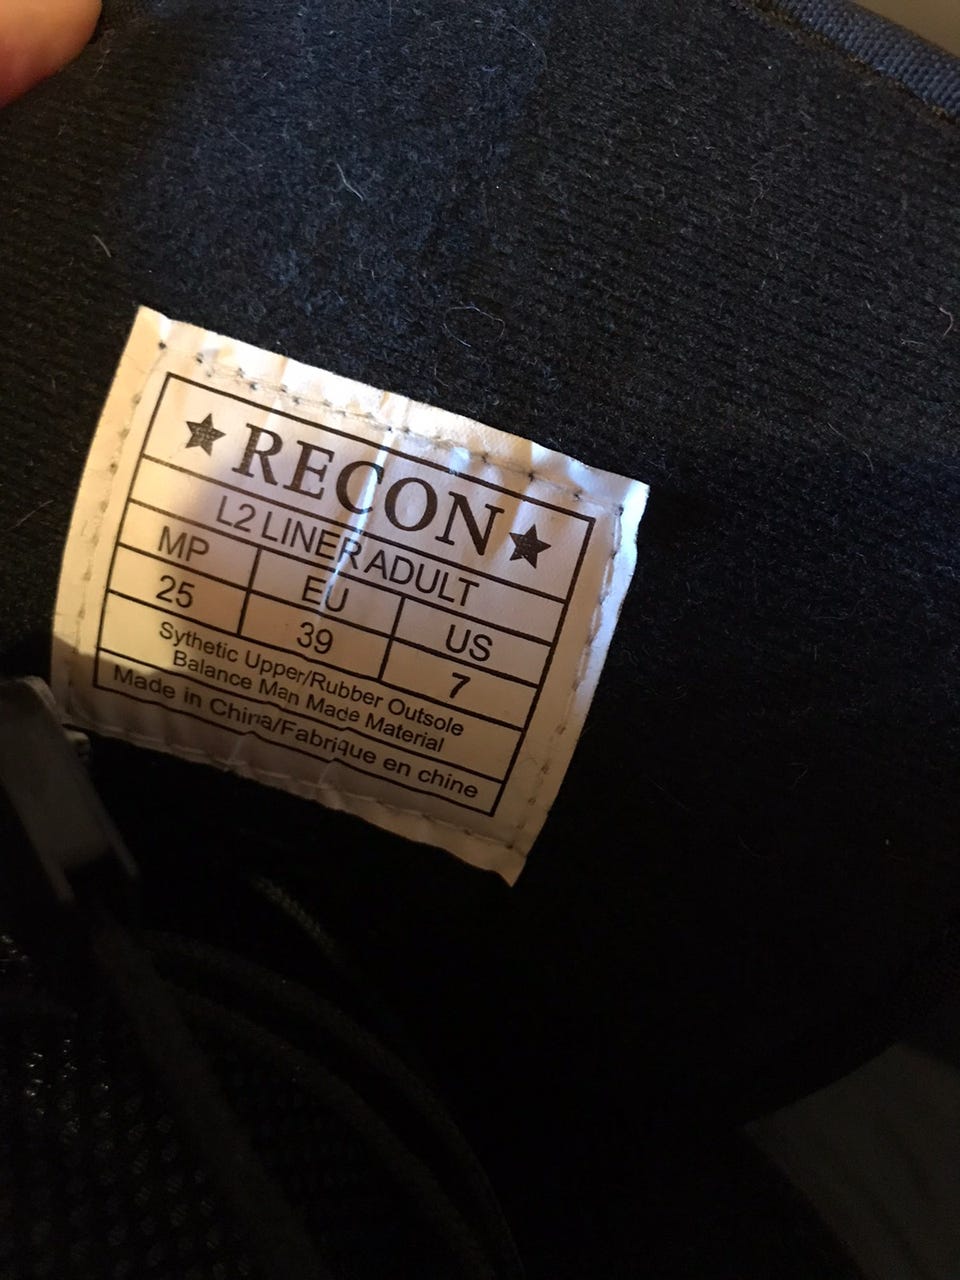 ★RECON★
L2 LINER ADULT
MP EU US
25 39 7
Sythetic Upper/Rubber Outsole
Balance Man Made Material
Made in China/Fabrique en chine